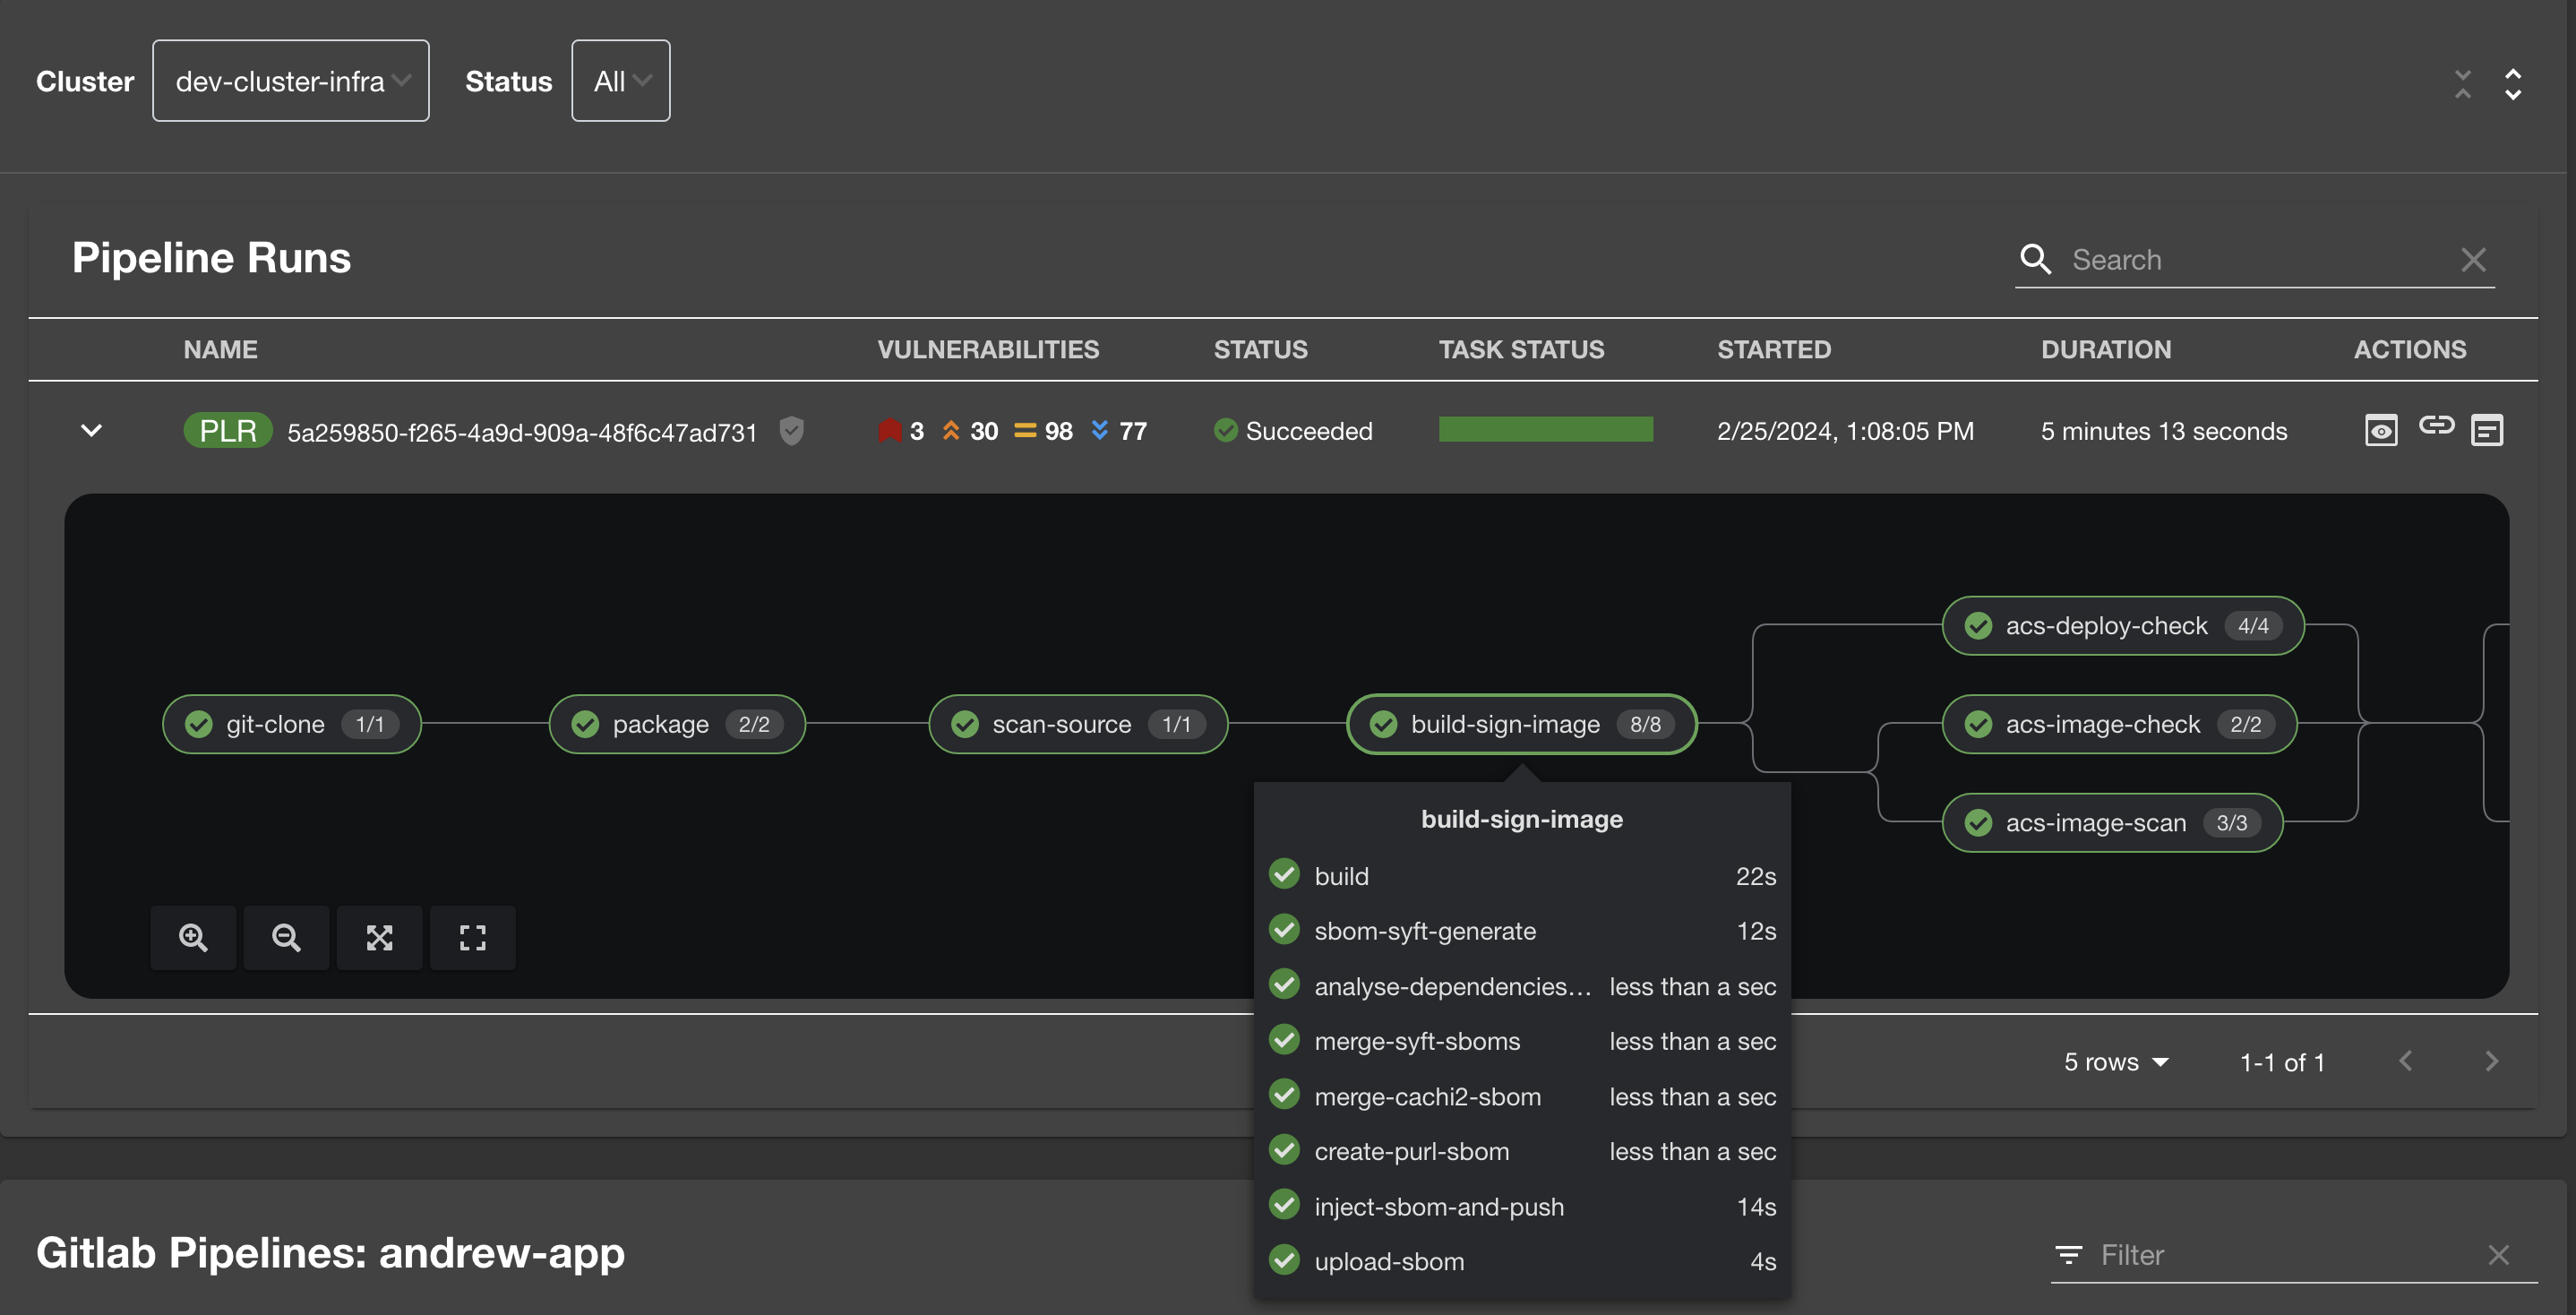 Cluster dev-cluster-infra Status All
Pipeline Runs
Search
NAME VULNERABILITIES STATUS TASK STATUS STARTED DURATION ACTIONS
PLR 5a259850-f265-4a9d-909a-48f6c47ad731 3 30 98 77 Succeeded 2/25/2024, 1:08:05 PM 5 minutes 13 seconds
acs-deploy-check 4/4
git-clone 1/1 package 2/2 scan-source 1/1 build-sign-image 8/8 acs-image-check 2/2
acs-image-scan 3/3
build-sign-image
build 22s
sbom-syft-generate 12s
analyse-dependencies... less than a sec
merge-syft-sboms less than a sec
merge-cachi2-sbom less than a sec
create-purl-sbom less than a sec
inject-sbom-and-push 14s
upload-sbom 4s
5 rows 1-1 of 1
Gitlab Pipelines: andrew-app
Filter